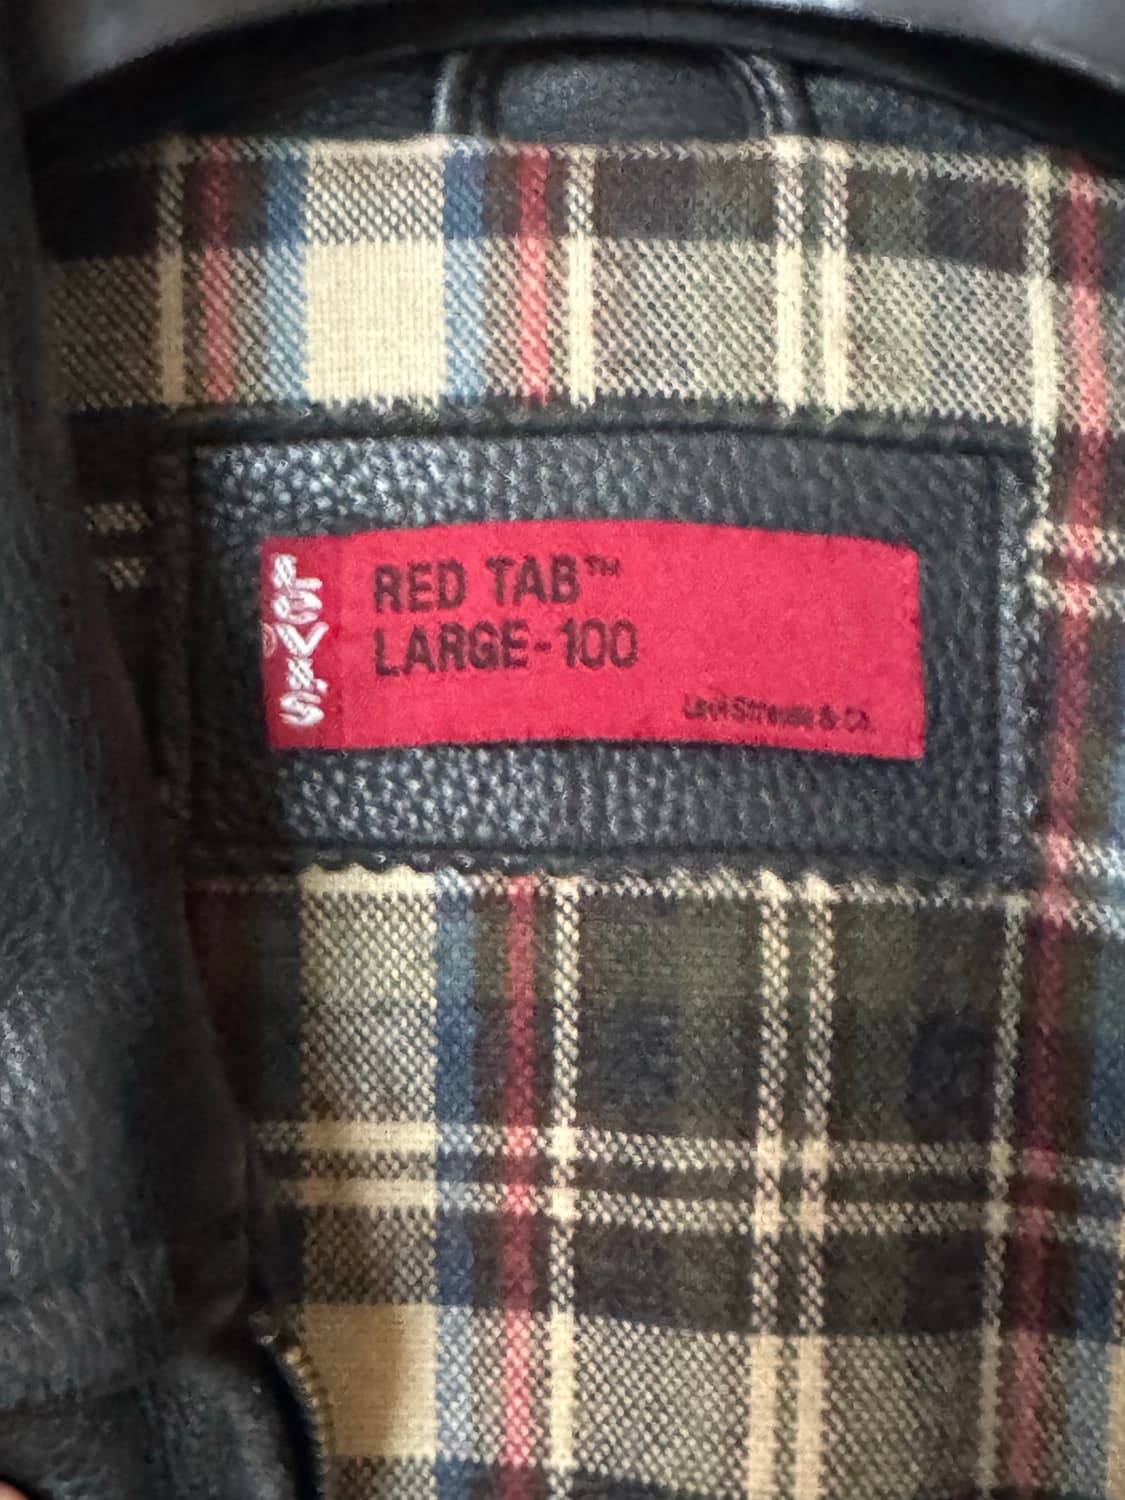 LEVI'S
®
RED TAB™
LARGE-100
Levi Strauss & Co.